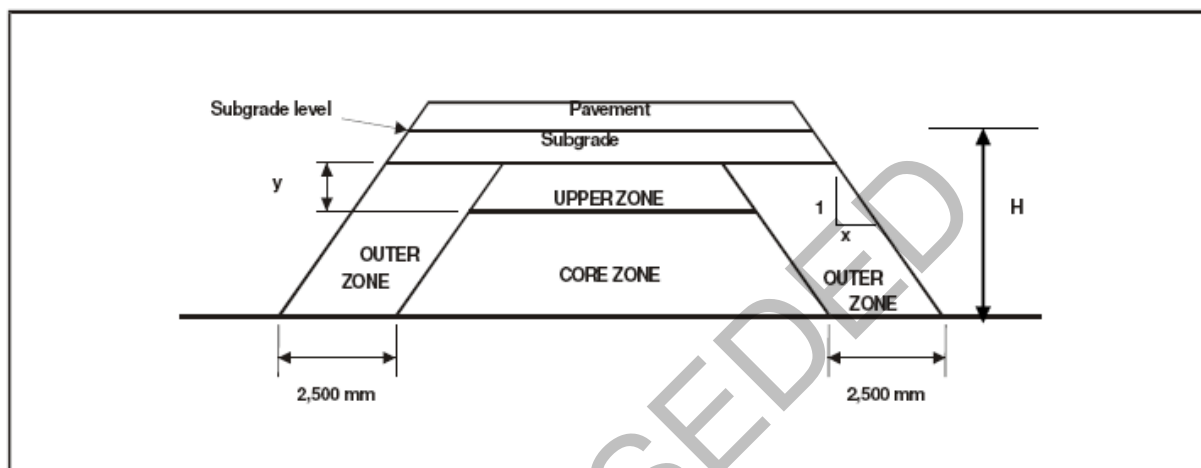 Pavement
Subgrade level
Subgrade
y
UPPER ZONE
1
x
H
OUTER
ZONE
CORE ZONE
OUTER
ZONE
2,500 mm
2,500 mm
SEDED